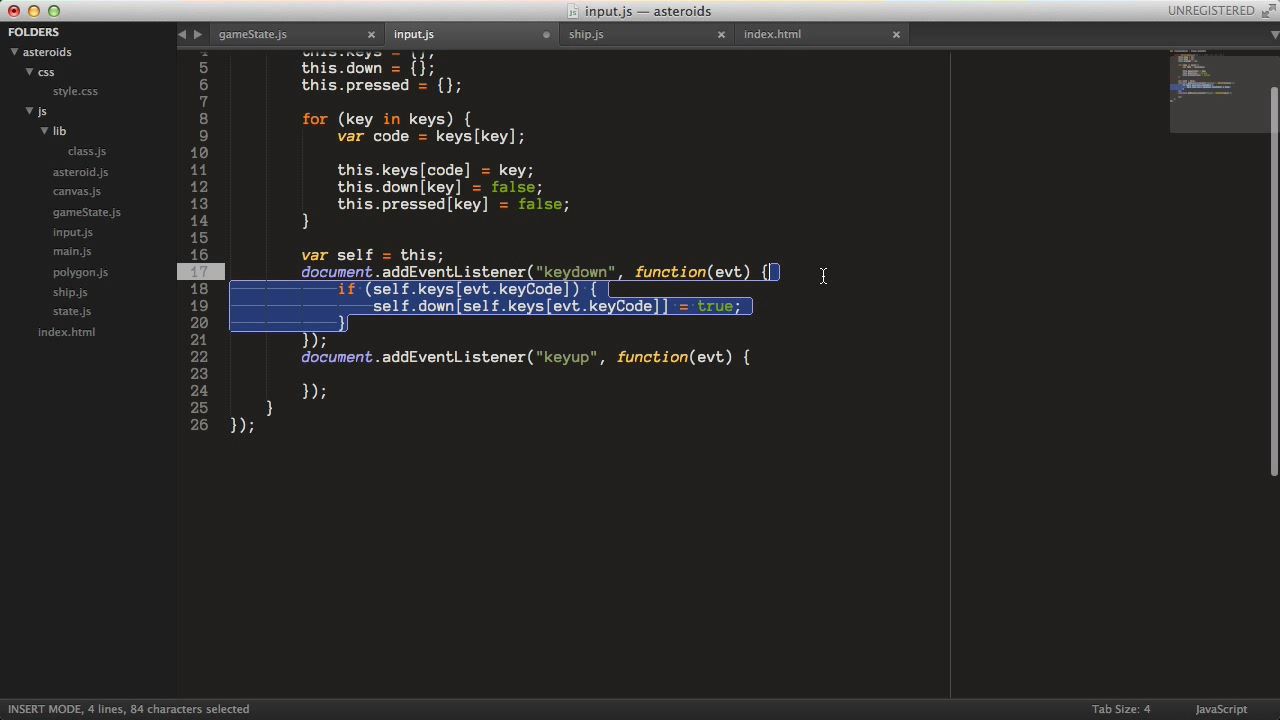 input.js — asteroids
UNREGISTERED
FOLDERS
asteroids
css
style.css
js
lib
class.js
asteroid.js
canvas.js
gameState.js
input.js
main.js
polygon.js
ship.js
state.js
index.html
gameState.js
input.js
ship.js
index.html
4 this.keys = {};
5 this.down = {};
6 this.pressed = {};
7
8 for (key in keys) {
9 var code = keys[key];
10
11 this.keys[code] = key;
12 this.down[key] = false;
13 this.pressed[key] = false;
14 }
15
16 var self = this;
17 document.addEventListener("keydown", function(evt) {
18 if (self.keys[evt.keyCode]) {
19 self.down[self.keys[evt.keyCode]] = true;
20 }
21 });
22 document.addEventListener("keyup", function(evt) {
23
24 });
25 }
26 });
INSERT MODE, 4 lines, 84 characters selected
Tab Size: 4
JavaScript